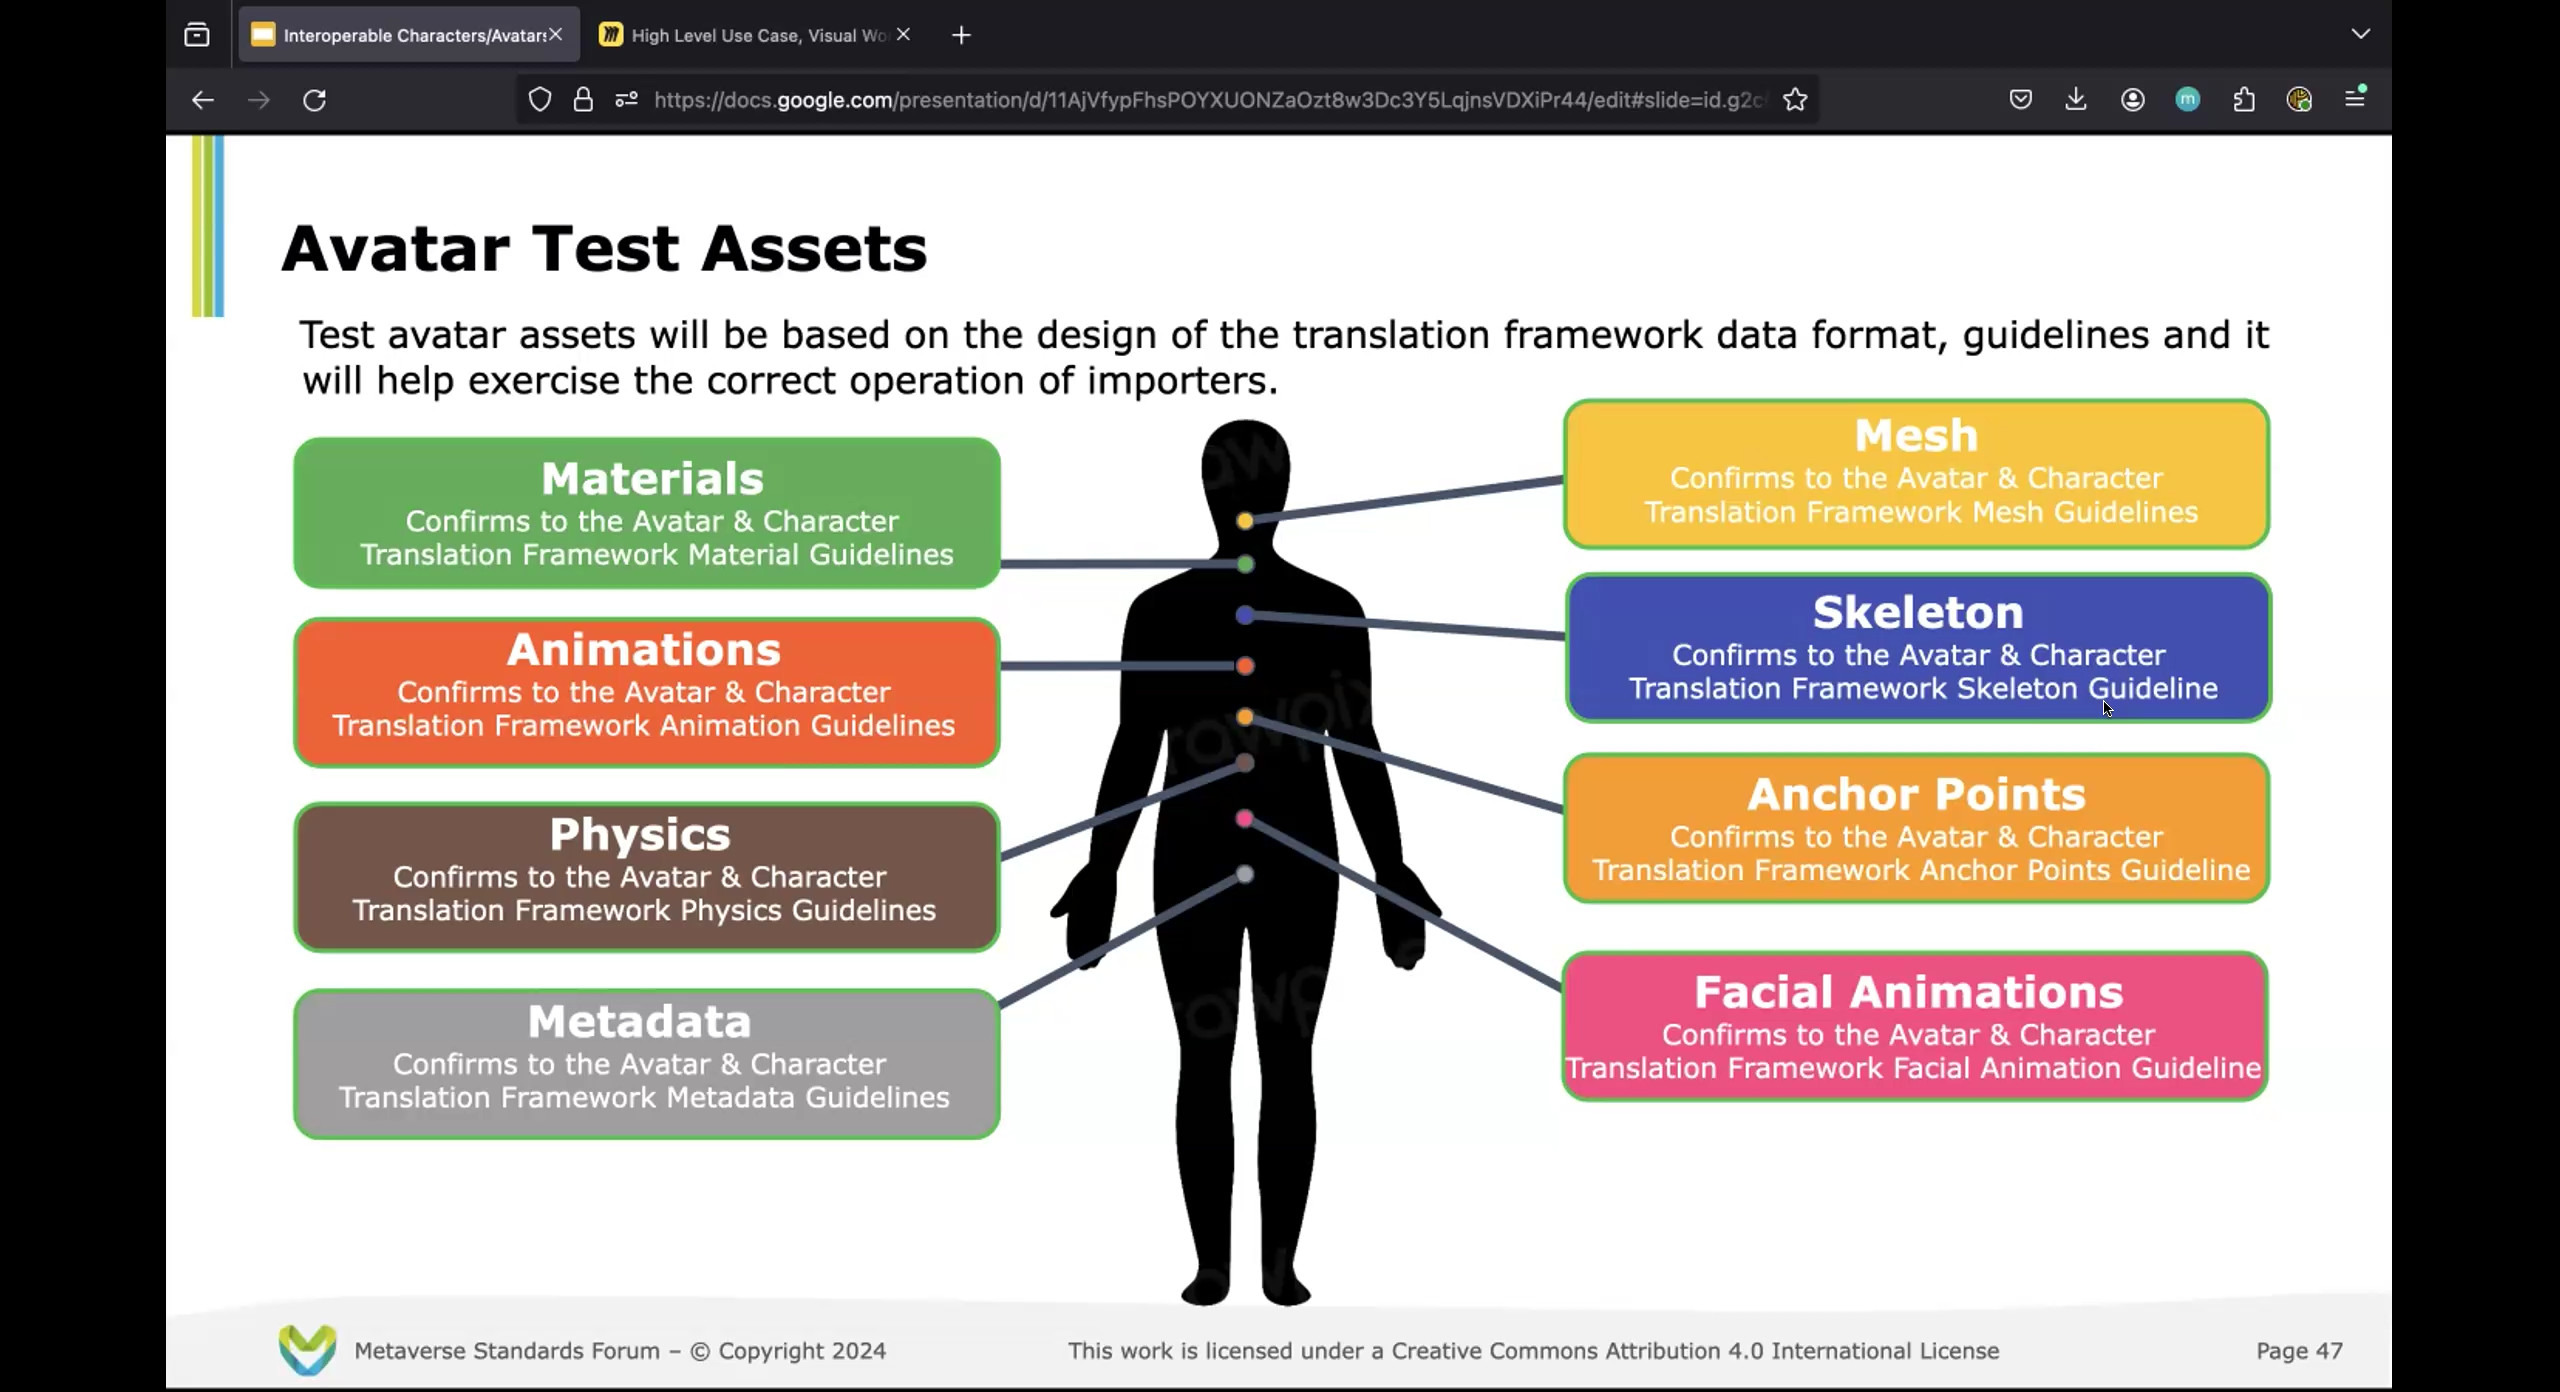 Interoperable Characters/Avatars
High Level Use Case, Visual Wo
https://docs.google.com/presentation/d/11AjVfypFhsPOYXUONZaOzt8w3Dc3Y5LqjnsVDXiPr44/edit#slide=id.g2c
m
Avatar Test Assets
Test avatar assets will be based on the design of the translation framework data format, guidelines and it
will help exercise the correct operation of importers.
Materials
Confirms to the Avatar & Character
Translation Framework Material Guidelines
Animations
Confirms to the Avatar & Character
Translation Framework Animation Guidelines
Physics
Confirms to the Avatar & Character
Translation Framework Physics Guidelines
Metadata
Confirms to the Avatar & Character
Translation Framework Metadata Guidelines
Mesh
Confirms to the Avatar & Character
Translation Framework Mesh Guidelines
Skeleton
Confirms to the Avatar & Character
Translation Framework Skeleton Guideline
Anchor Points
Confirms to the Avatar & Character
Translation Framework Anchor Points Guideline
Facial Animations
Confirms to the Avatar & Character
Translation Framework Facial Animation Guideline
Metaverse Standards Forum – © Copyright 2024
This work is licensed under a Creative Commons Attribution 4.0 International License
Page 47